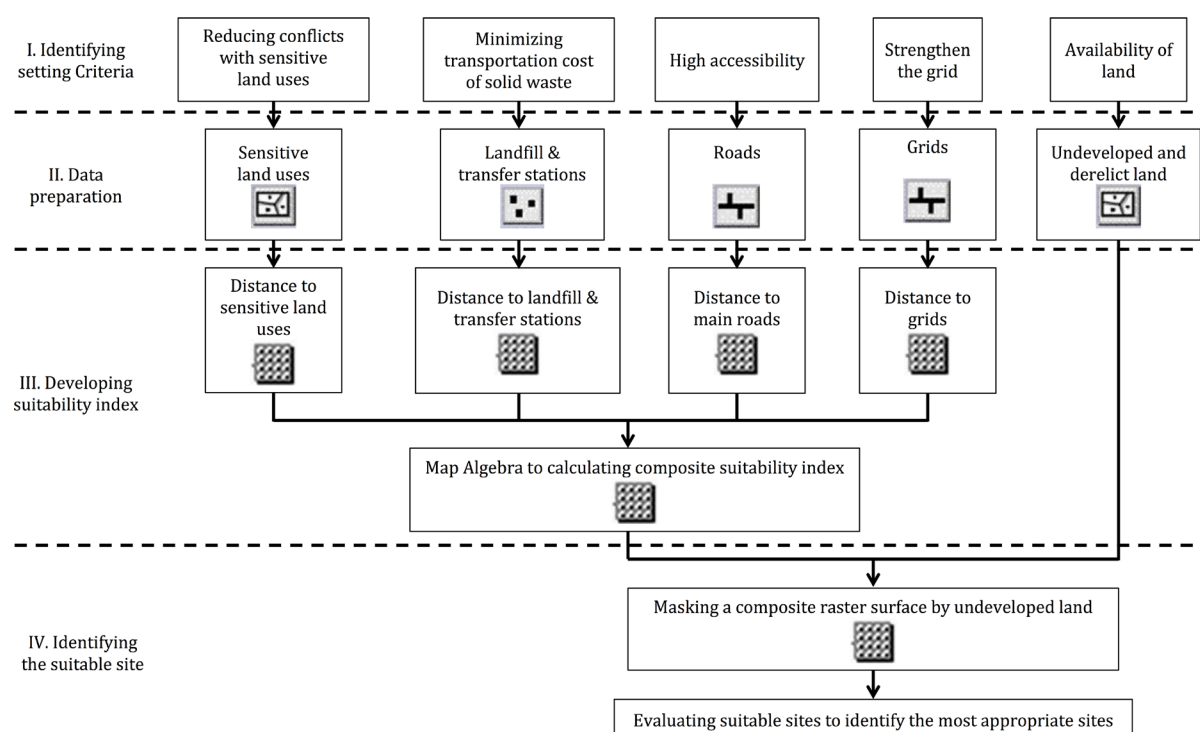 I. Identifying
setting Criteria
Reducing conflicts
with sensitive
land uses
Minimizing
transportation cost
of solid waste
High accessibility
Strengthen
the grid
Availability of
land
II. Data
preparation
Sensitive
land uses
Landfill &
transfer stations
Roads
Grids
Undeveloped and
derelict land
III. Developing
suitability index
Distance to
sensitive land
uses
Distance to landfill &
transfer stations
Distance to
main roads
Distance to
grids
Map Algebra to calculating composite suitability index
IV. Identifying
the suitable site
Masking a composite raster surface by undeveloped land
Evaluating suitable sites to identify the most appropriate sites